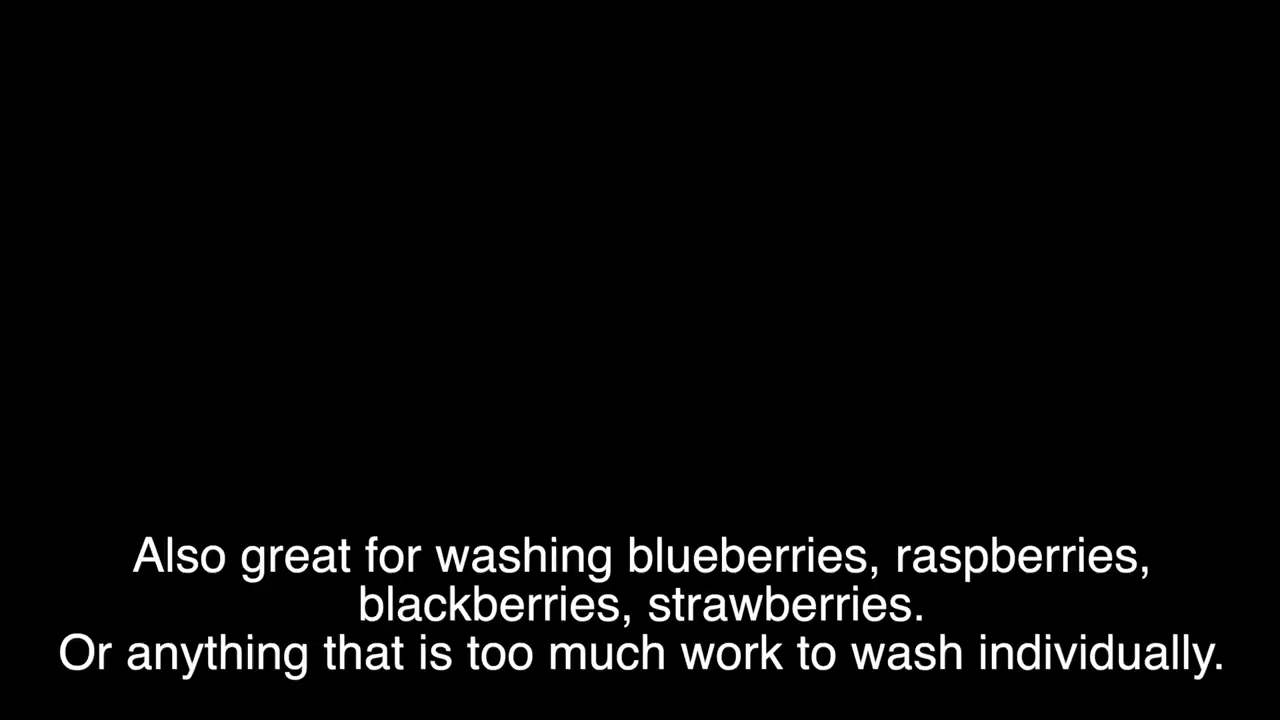 Also great for washing blueberries, raspberries,
blackberries, strawberries.
Or anything that is too much work to wash individually.